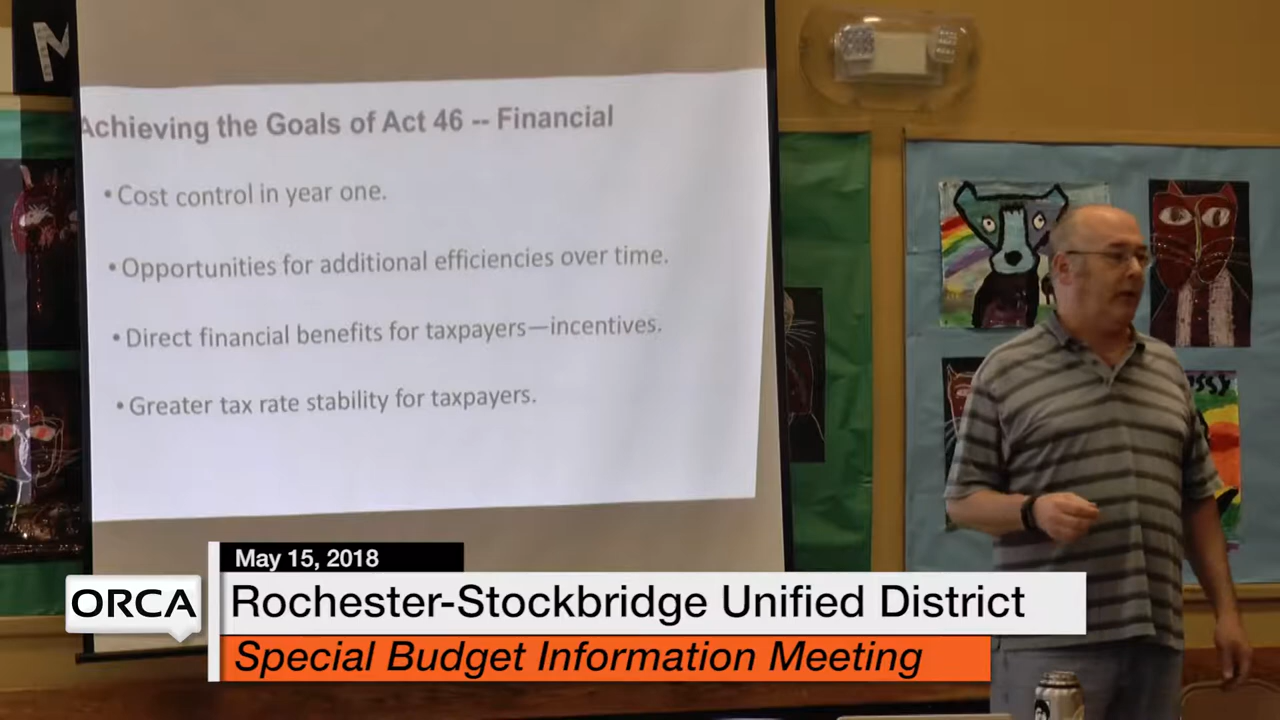 M
Achieving the Goals of Act 46 -- Financial
• Cost control in year one.
• Opportunities for additional efficiencies over time.
• Direct financial benefits for taxpayers—incentives.
• Greater tax rate stability for taxpayers.
May 15, 2018
ORCA
Rochester-Stockbridge Unified District
Special Budget Information Meeting